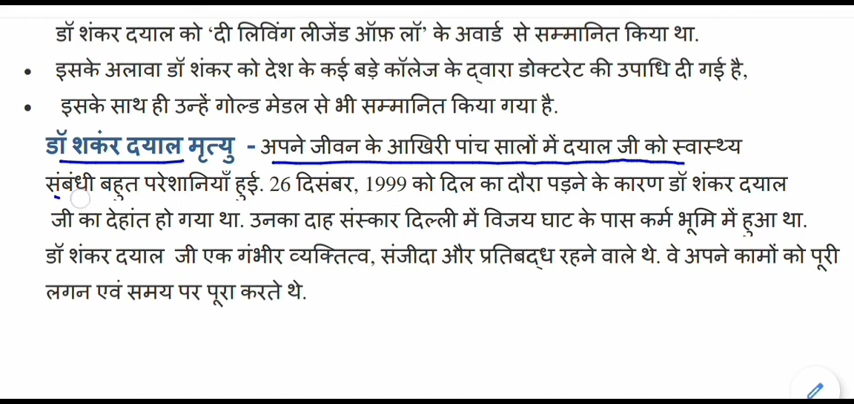 डॉ शंकर दयाल को ‘दी लिविंग लीजेंड ऑफ़ लॉ’ के अवार्ड से सम्मानित किया था.
• इसके अलावा डॉ शंकर को देश के कई बड़े कॉलेज के द्वारा डोक्टरेट की उपाधि दी गई है,
• इसके साथ ही उन्हें गोल्ड मेडल से भी सम्मानित किया गया है.
डॉ शकंर दयाल मृत्यु - अपने जीवन के आखिरी पांच सालों में दयाल जी को स्वास्थ्य
संबंधी बहुत परेशानियाँ हुई. 26 दिसंबर, 1999 को दिल का दौरा पड़ने के कारण डॉ शंकर दयाल
जी का देहांत हो गया था. उनका दाह संस्कार दिल्ली में विजय घाट के पास कर्म भूमि में हुआ था.
डॉ शंकर दयाल जी एक गंभीर व्यक्तित्व, संजीदा और प्रतिबद्ध रहने वाले थे. वे अपने कामों को पूरी
लगन एवं समय पर पूरा करते थे.